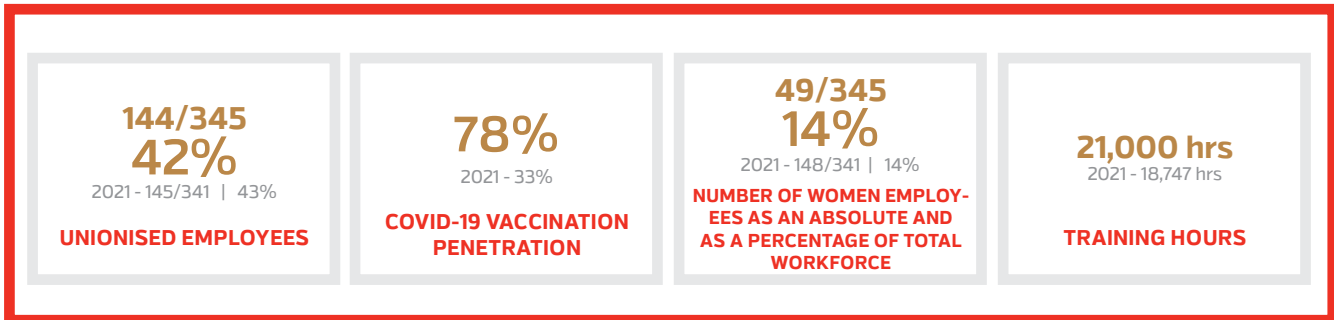 144/345
42%
2021 - 145/341 | 43%
UNIONISED EMPLOYEES
78%
2021 - 33%
COVID-19 VACCINATION
PENETRATION
49/345
14%
2021 - 148/341 | 14%
NUMBER OF WOMEN EMPLOY-
EES AS AN ABSOLUTE AND
AS A PERCENTAGE OF TOTAL
WORKFORCE
21,000 hrs
2021 - 18,747 hrs
TRAINING HOURS